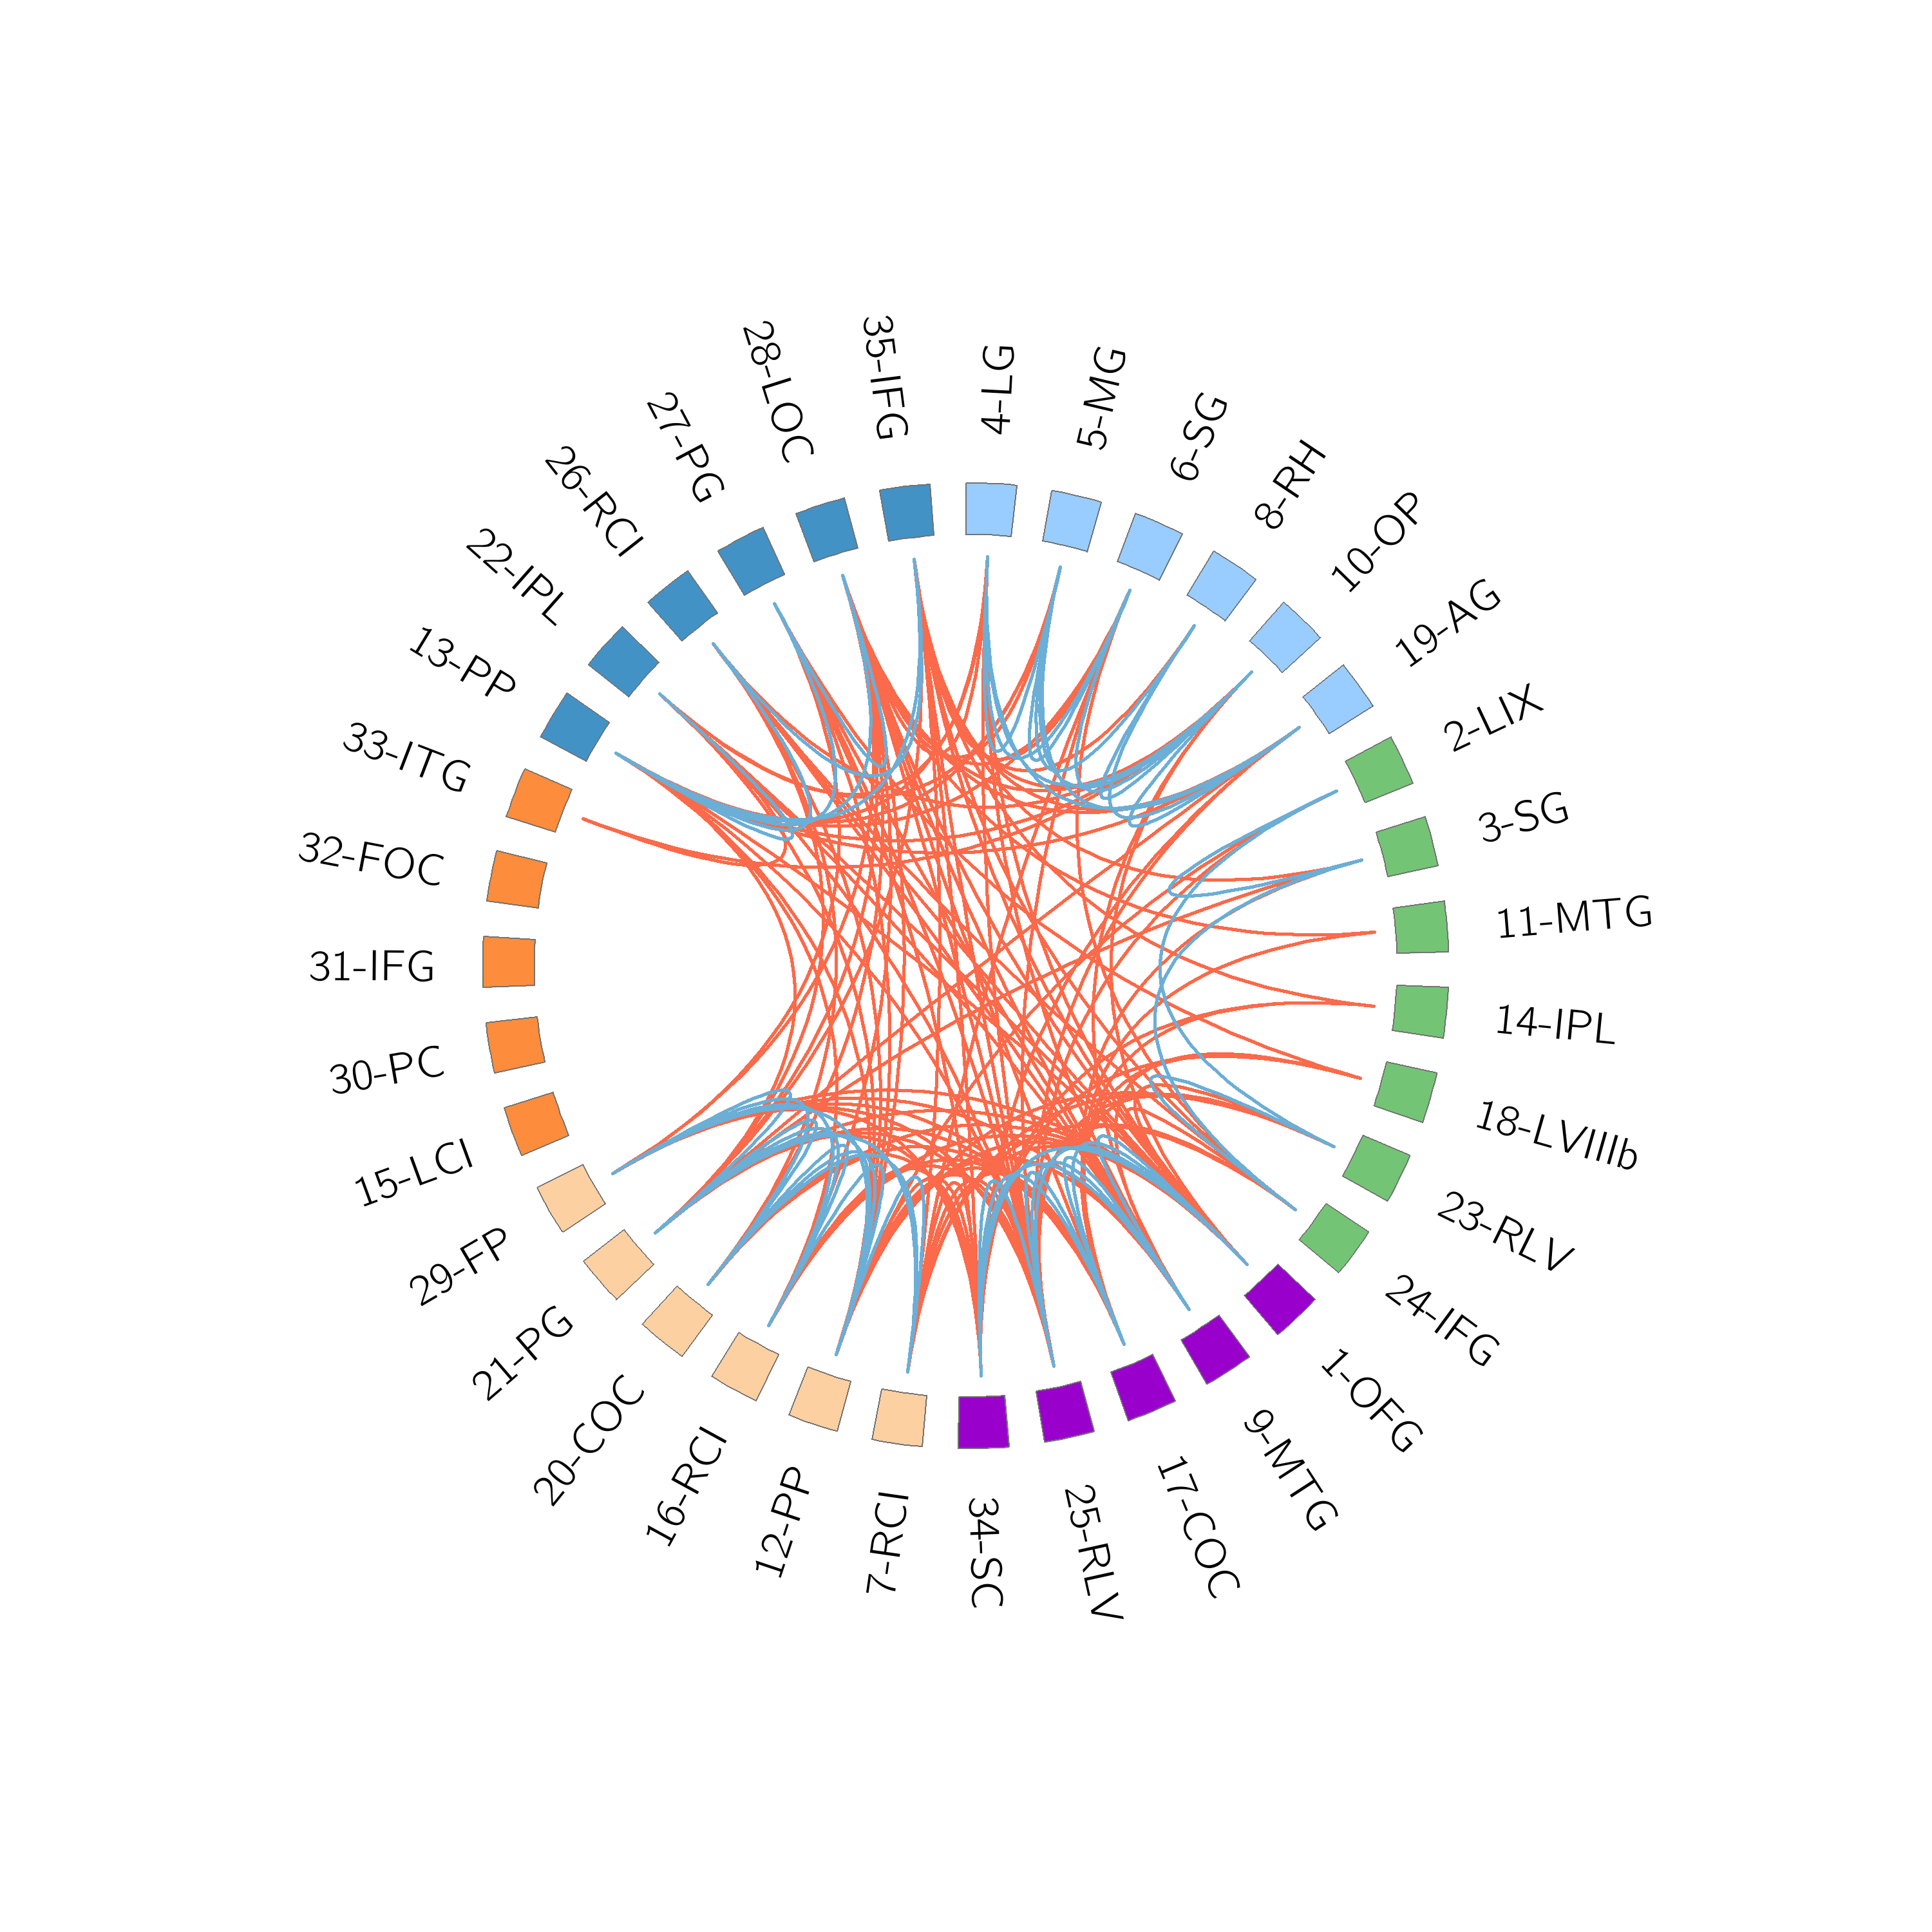 4-LG
5-MG
6-SG
8-RH
10-OP
19-AG
2-LIX
3-SG
11-MTG
14-IPL
18-LVIIIb
23-RLV
24-IFG
1-OFG
9-MTG
17-COC
25-RLV
34-SC
7-RCI
12-PP
16-RCI
20-COC
21-PG
29-FP
15-LCI
30-PC
31-IFG
32-FOC
33-ITG
13-PP
22-IPL
26-RCI
27-PG
28-LOC
35-IFG